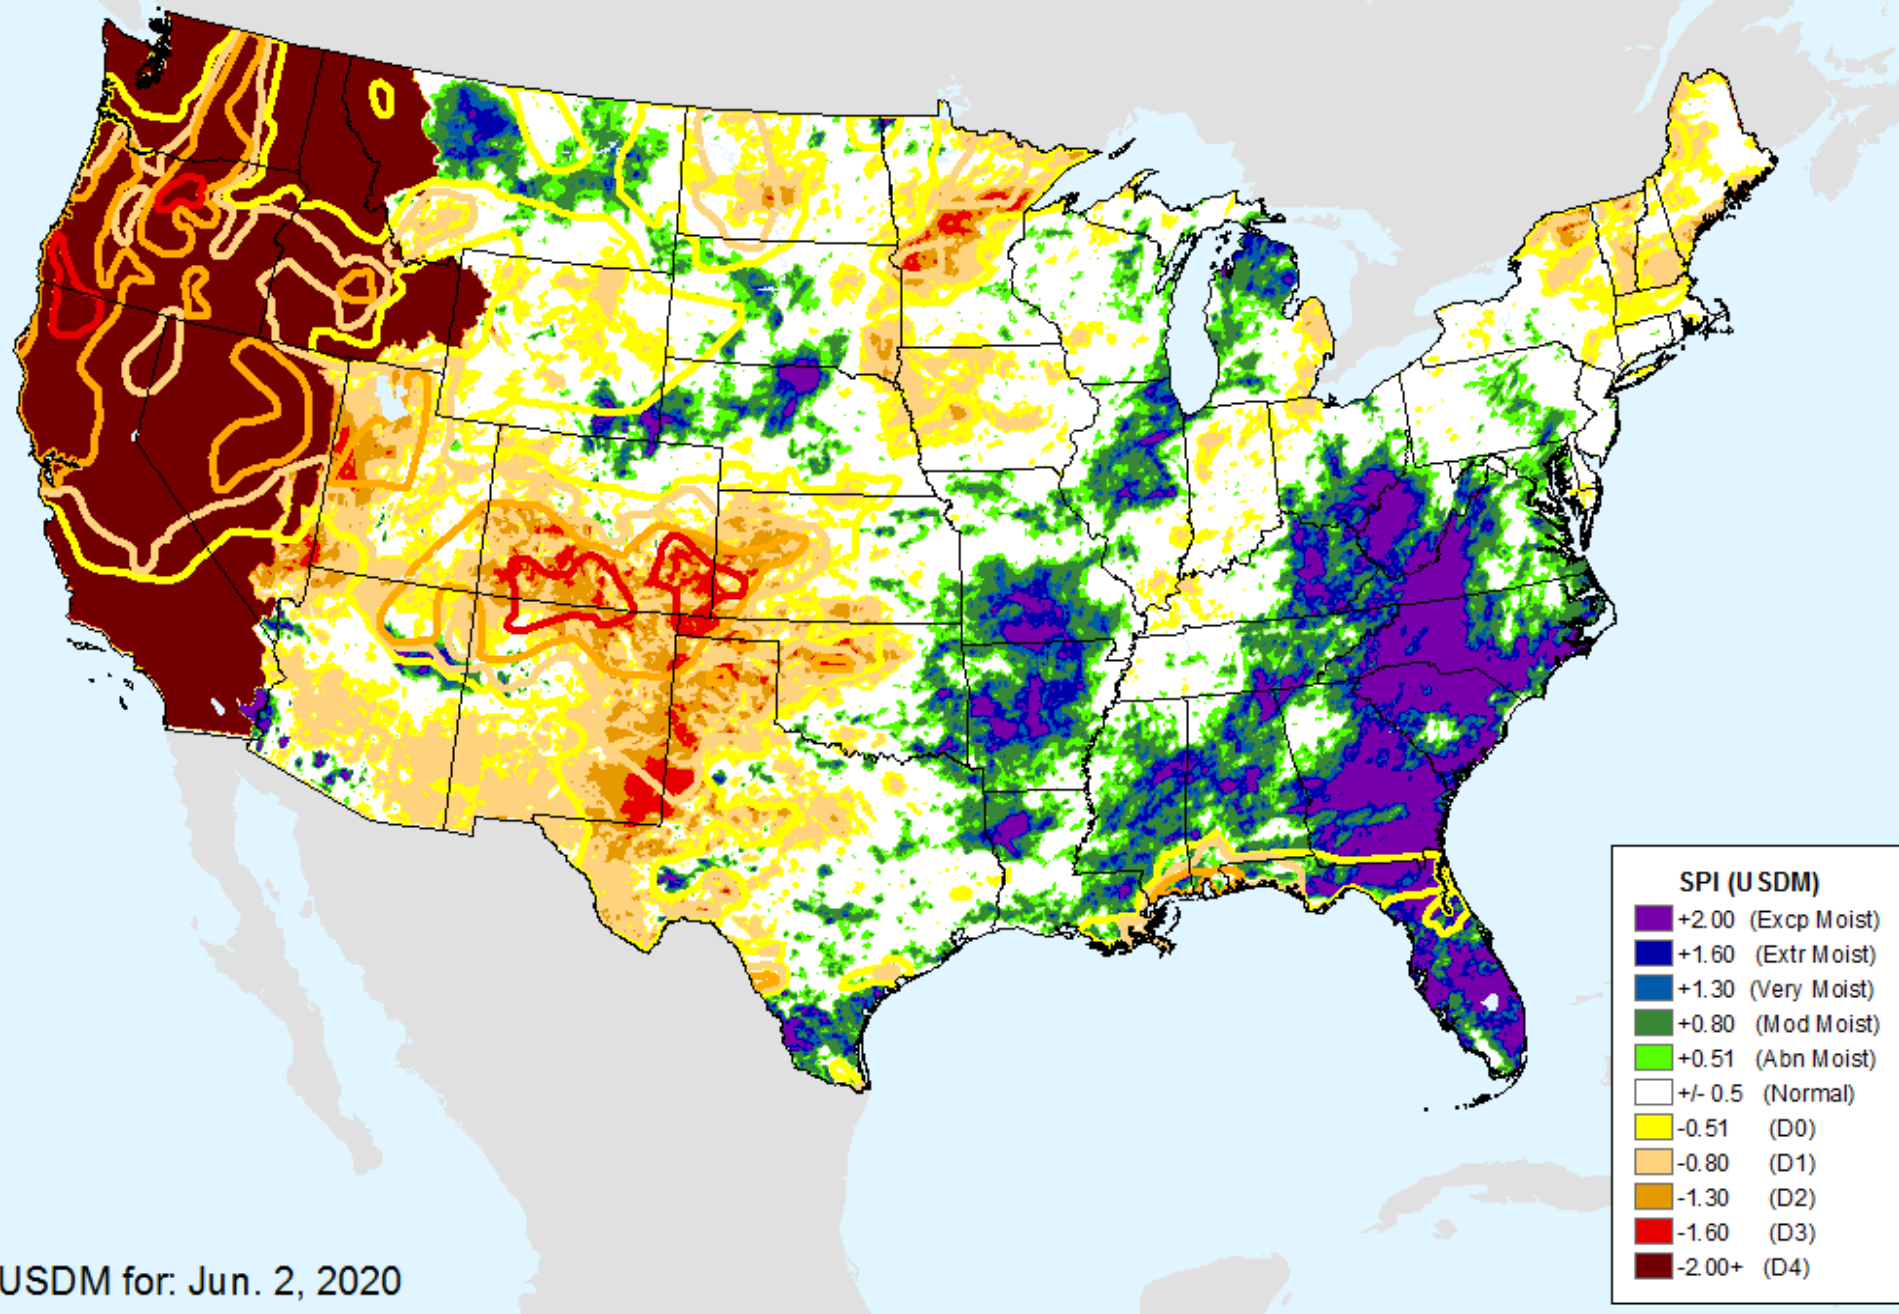 SPI (USDM)
+2.00 (Excp Moist)
+1.60 (Extr Moist)
+1.30 (Very Moist)
+0.80 (Mod Moist)
+0.51 (Abn Moist)
+/- 0.5 (Normal)
-0.51 (D0)
-0.80 (D1)
-1.30 (D2)
-1.60 (D3)
-2.00+ (D4)
USDM for: Jun. 2, 2020